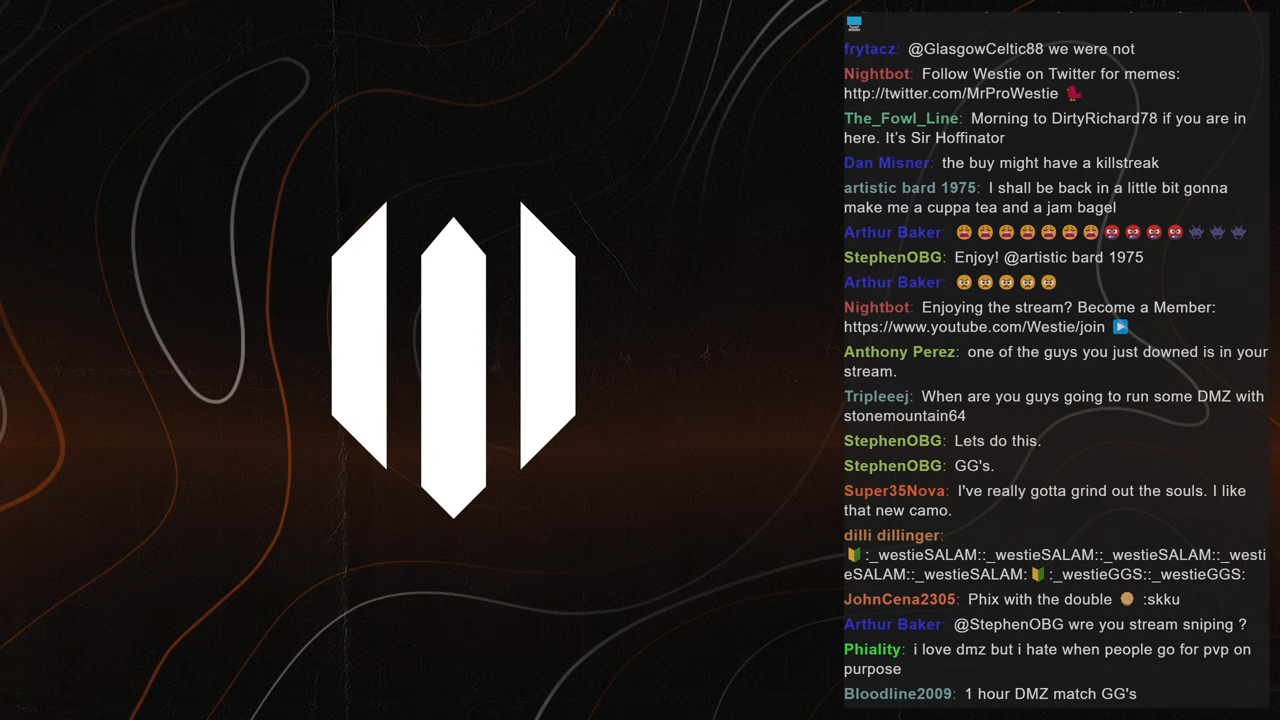 frytacz: @GlasgowCeltic88 we were not
Nightbot: Follow Westie on Twitter for memes:
http://twitter.com/MrProWestie
The_Fowl_Line: Morning to DirtyRichard78 if you are in
here. It’s Sir Hoffinator
Dan Misner: the buy might have a killstreak
artistic bard 1975: I shall be back in a little bit gonna
make me a cuppa tea and a jam bagel
Arthur Baker: 😩😩😩😩😩😩😩👹👹👹👹👾👾👾
StephenOBG: Enjoy! @artistic bard 1975
Arthur Baker: 😠😠😠😠😠
Nightbot: Enjoying the stream? Become a Member:
https://www.youtube.com/Westie/join ▶️
Anthony Perez: one of the guys you just downed is in your
stream.
Tripleeej: When are you guys going to run some DMZ with
stonemountain64
StephenOBG: Lets do this.
StephenOBG: GG's.
Super35Nova: I've really gotta grind out the souls. I like
that new camo.
dilli dillinger:
🔰:_westieSALAM::_westieSALAM::_westieSALAM::_westi
eSALAM::_westieSALAM:🔰:_westieGGS::_westieGGS:
JohnCena2305: Phix with the double 🍪 :skku
Arthur Baker: @StephenOBG wre you stream sniping ?
Phiality: i love dmz but i hate when people go for pvp on
purpose
Bloodline2009: 1 hour DMZ match GG's